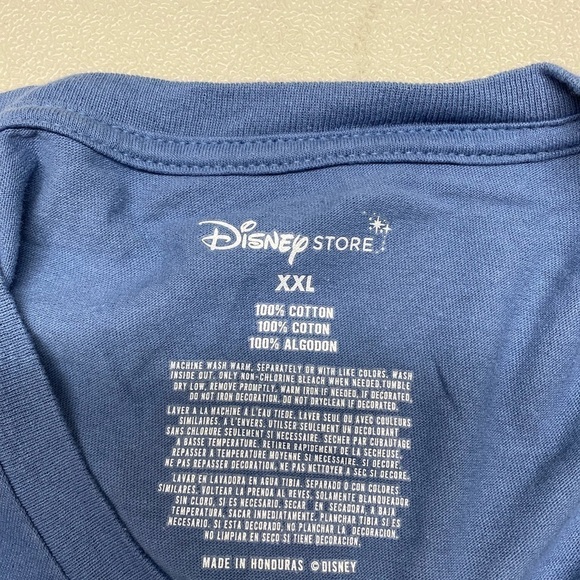 Disney STORE
XXL
100% COTTON
100% COTON
100% ALGODON
MACHINE WASH WARM, SEPARATELY OR WITH LIKE COLORS. WASH
INSIDE OUT. ONLY NON-CHLORINE BLEACH WHEN NEEDED.TUMBLE
DRY LOW. REMOVE PROMPTLY. WARM IRON IF NEEDED, IF DECORATED,
DO NOT IRON DECORATION. DO NOT DRYCLEAN IF DECORATED.
LAVER A LA MACHINE À L'EAU TIEDE. LAVER SEUL OU AVEC COULEURS
SIMILAIRES, A L'ENVERS. UTILISER SEULEMENT UN DECOLORANT
SANS CHLORURE SEULEMENT SI NECESSAIRE. SECHER PAR CUBAUTAGE
A BASSE TEMPERATURE. RETIRER RAPIDEMENT DE LA SECHEUSE.
REPASSER A TEMPERATURE MOYENNE SI NECESSAIRE. SI DECORE,
NE PAS REPASSER DECORATION. NE PAS NETTOYER A SEC SI DECORE.
LAVAR EN LAVADORA EN AGUA TIBIA. SEPARADO O CON COLORES
SIMILARES. VOLTEAR LA PRENDA AL REVES. SOLAMENTE BLANQUEADOR
SIN CLORO, SI ES NECESARIO. SECAR EN SECADORA, A BAJA
TEMPERATURA, SACAR INMEDIATAMENTE. PLANCHAR TIBIA SI ES NECESARIO.
SI ESTA DECORADO, NO PLANCHAR LA DECORACION.
NO LIMPIAR EN SECO SI TIENE DECORACION.
MADE IN HONDURAS ©DISNEY